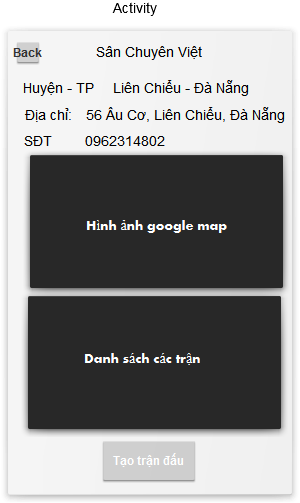 Activity
Back Sân Chuyên Việt
Huyện - TP Liên Chiểu - Đà Nẵng
Địa chỉ: 56 Âu Cơ, Liên Chiểu, Đà Nẵng
SĐT 0962314802
Hình ảnh google map
Danh sách các trận
Tạo trận đấu